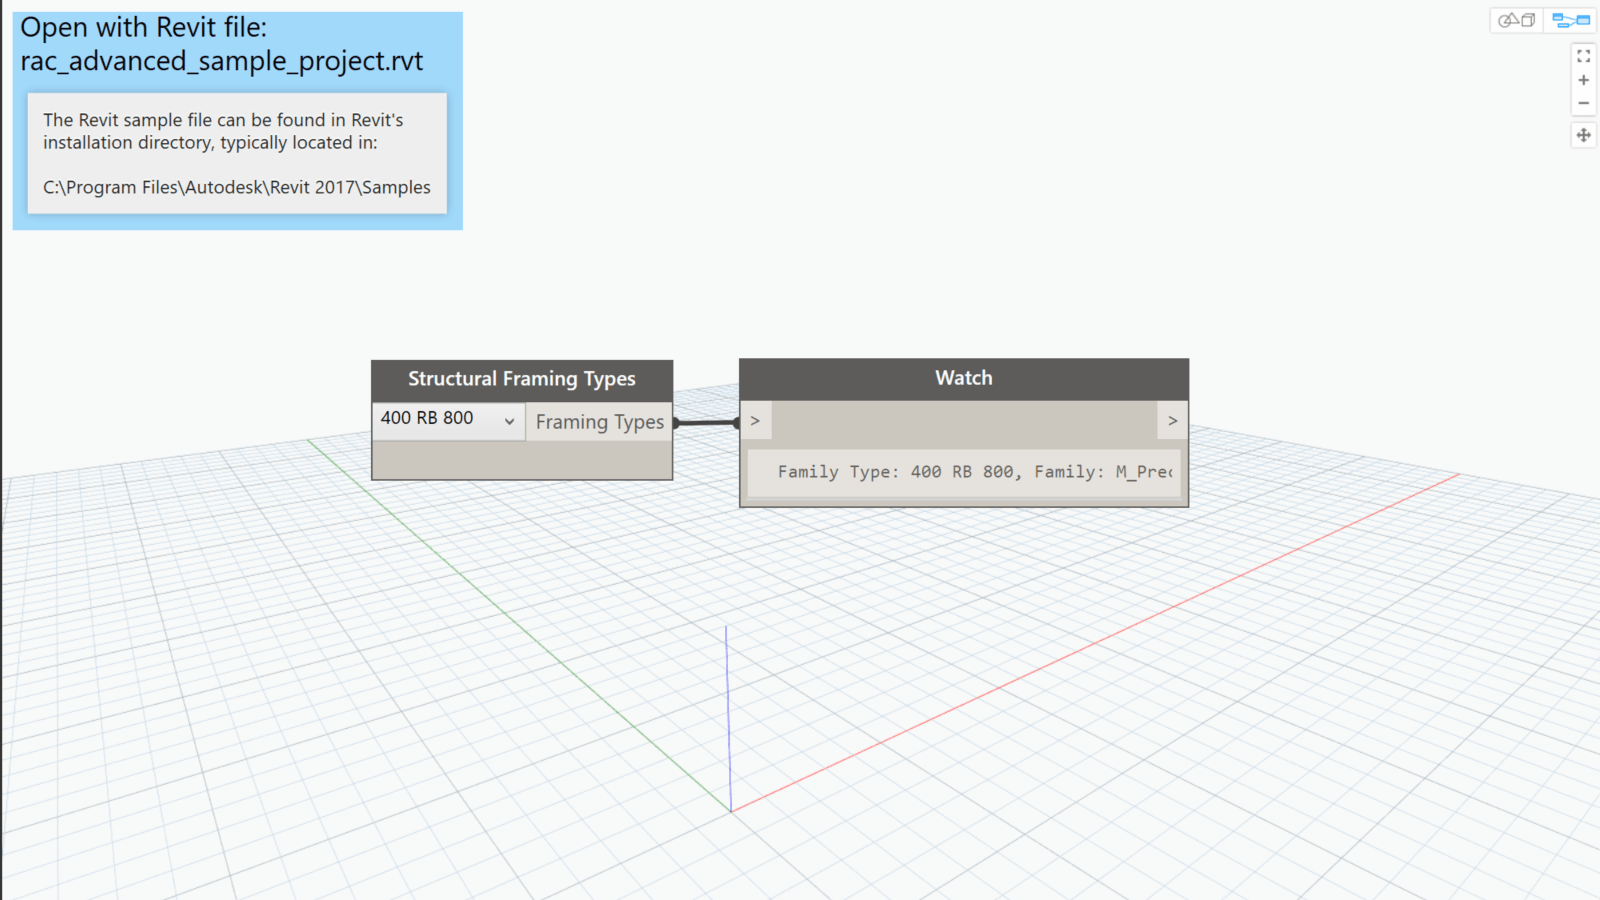 Open with Revit file:
rac_advanced_sample_project.rvt
The Revit sample file can be found in Revit's
installation directory, typically located in:
C:\Program Files\Autodesk\Revit 2017\Samples
Structural Framing Types
400 RB 800
Framing Types
Watch
>
>
Family Type: 400 RB 800, Family: M_Prec